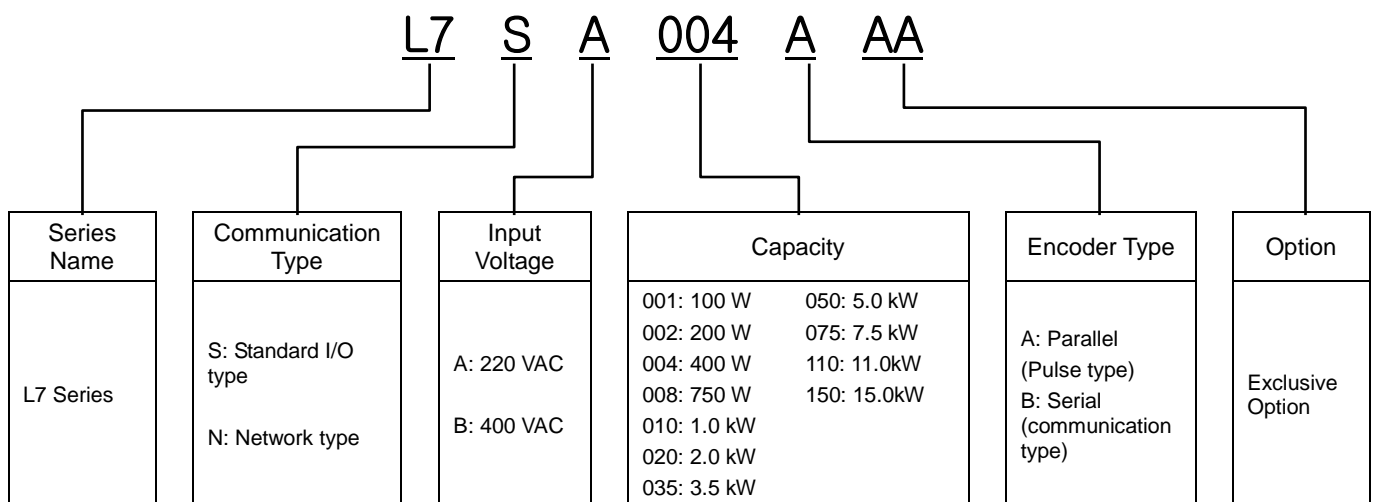 L7 S A 004 A AA
Series
Name
L7 Series
Communication
Type
S: Standard I/O
type
N: Network type
Input
Voltage
A: 220 VAC
B: 400 VAC
Capacity
001: 100 W 050: 5.0 kW
002: 200 W 075: 7.5 kW
004: 400 W 110: 11.0kW
008: 750 W 150: 15.0kW
010: 1.0 kW
020: 2.0 kW
035: 3.5 kW
Encoder Type
A: Parallel
(Pulse type)
B: Serial
(communication
type)
Option
Exclusive
Option